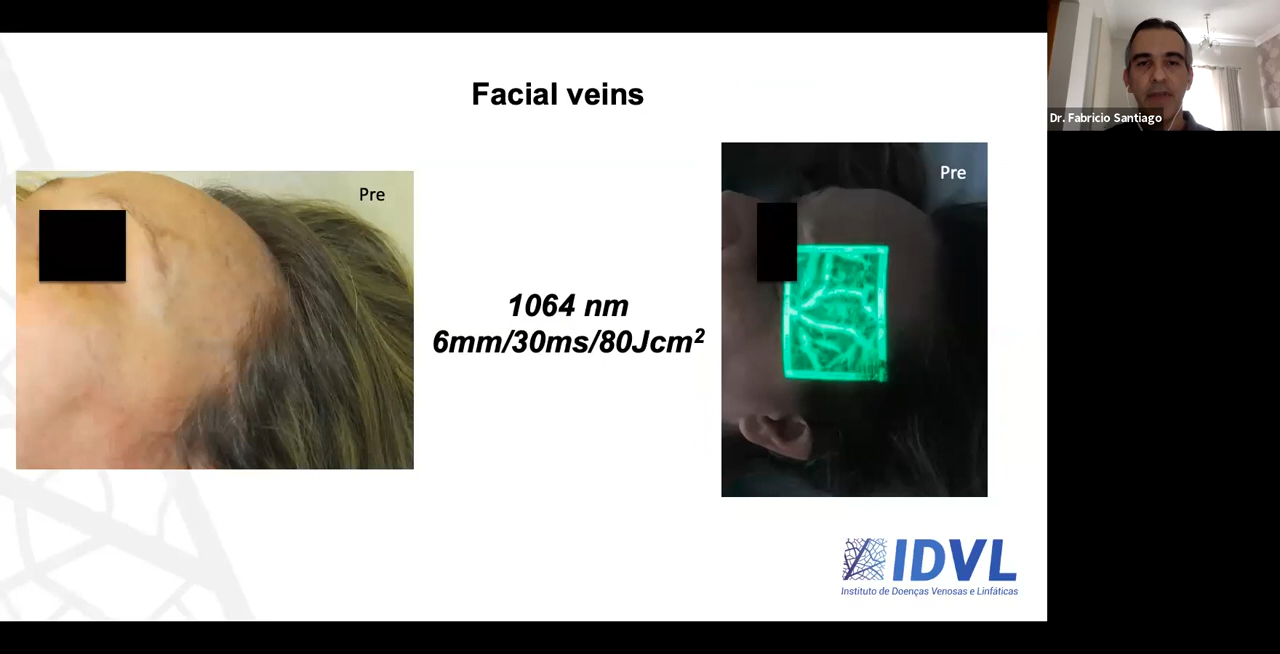 Facial veins
Pre
1064 nm
6mm/30ms/80Jcm²
Pre
IDVL
Instituto de Doenças Venosas e Linfáticas
Dr. Fabricio Santiago